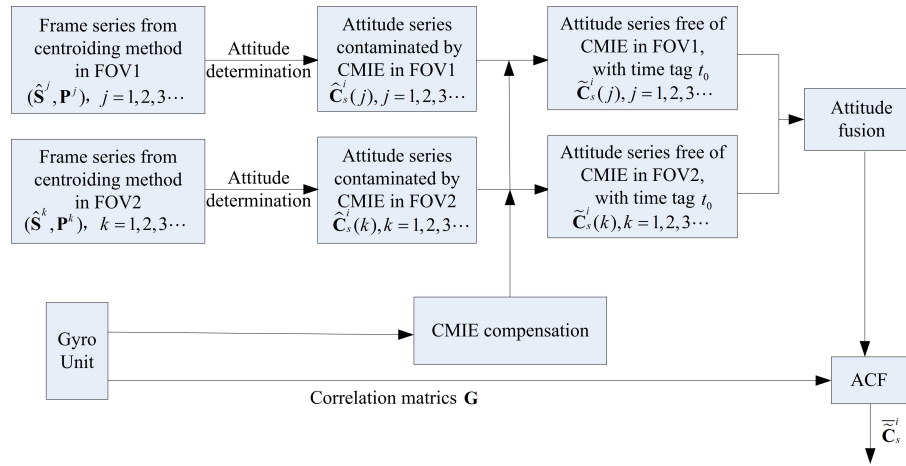 Frame series from
centroiding method
in FOV1
(Ŝ^j, P^j), j = 1,2,3⋯
Attitude
determination
Attitude series
contaminated by
CMIE in FOV1
Ĉ_s^i(j), j = 1,2,3⋯
Attitude series free of
CMIE in FOV1,
with time tag t_0
C̃_s^i(j), j = 1,2,3⋯
Attitude
fusion
Frame series from
centroiding method
in FOV2
(Ŝ^k, P^k), k = 1,2,3⋯
Attitude
determination
Attitude series
contaminated by
CMIE in FOV2
Ĉ_s^i(k), k = 1,2,3⋯
Attitude series free of
CMIE in FOV2,
with time tag t_0
C̃_s^i(k), k = 1,2,3⋯
Gyro
Unit
CMIE compensation
Correlation matrics G
ACF
C̃̅_s^i